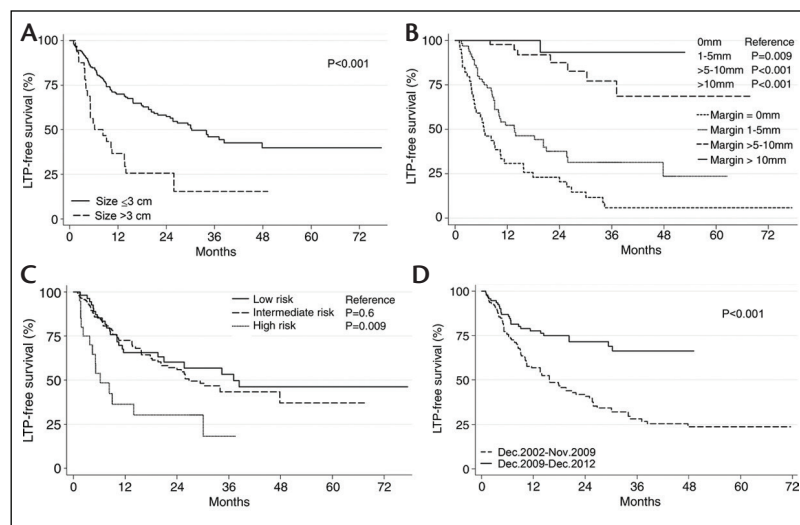 A
P<0.001
LTP-free survival (%)
100
75
50
25
0
Size ≤3 cm
Size >3 cm
0 12 24 36 48 60 72
Months
B
0mm Reference
1-5mm P=0.009
>5-10mm P<0.001
>10mm P<0.001
LTP-free survival (%)
100
75
50
25
0
Margin = 0mm
Margin 1-5mm
Margin >5-10mm
Margin > 10mm
0 12 24 36 48 60 72
Months
C
Low risk Reference
Intermediate risk P=0.6
High risk P=0.009
LTP-free survival (%)
100
75
50
25
0
0 12 24 36 48 60 72
Months
D
P<0.001
LTP-free survival (%)
100
75
50
25
0
Dec.2002-Nov.2009
Dec.2009-Dec.2012
0 12 24 36 48 60 72
Months